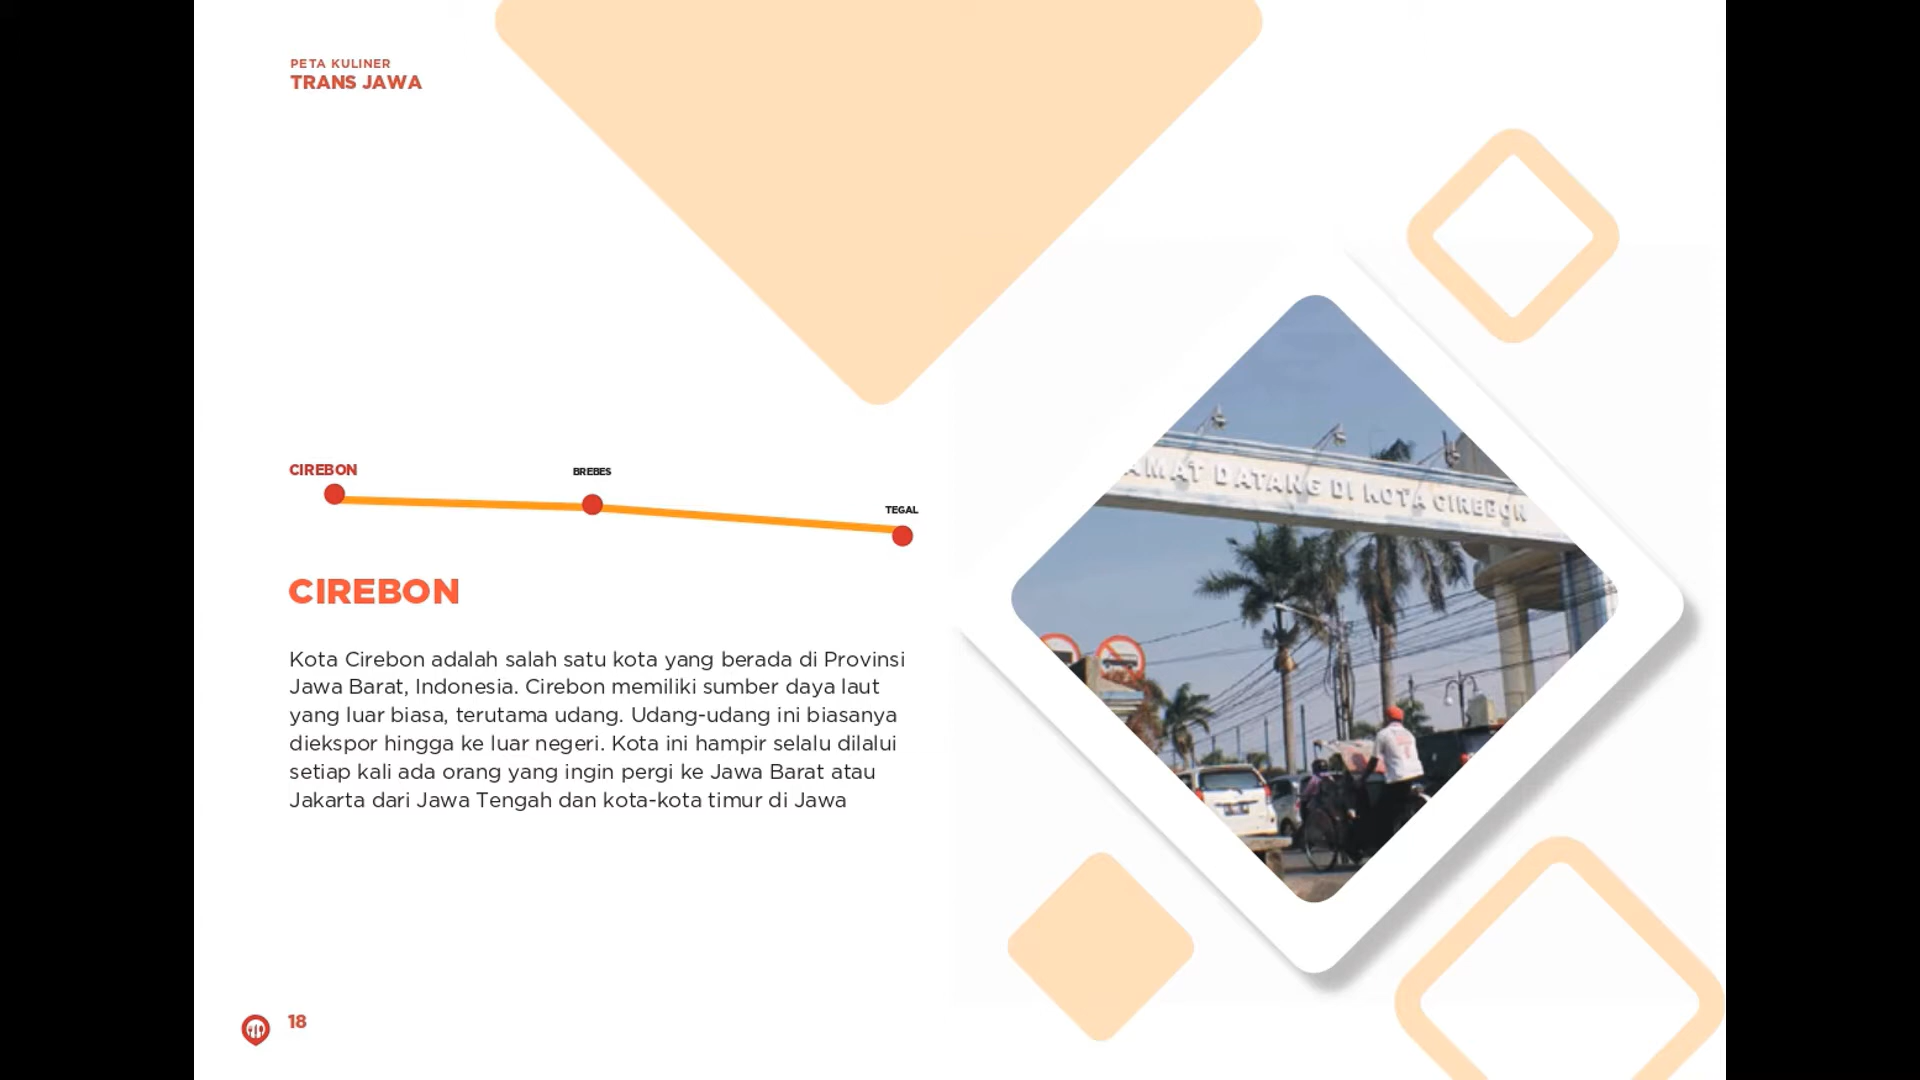 PETA KULINER
TRANS JAWA
CIREBON
BREBES
TEGAL
CIREBON
Kota Cirebon adalah salah satu kota yang berada di Provinsi
Jawa Barat, Indonesia. Cirebon memiliki sumber daya laut
yang luar biasa, terutama udang. Udang-udang ini biasanya
diekspor hingga ke luar negeri. Kota ini hampir selalu dilalui
setiap kali ada orang yang ingin pergi ke Jawa Barat atau
Jakarta dari Jawa Tengah dan kota-kota timur di Jawa
AMAT DATANG DI KOTA CIREBON
18